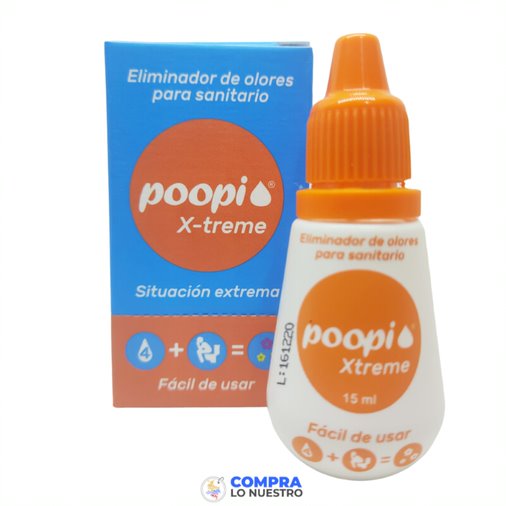 Eliminador de olores
para sanitario
poopi®
X-treme
Situación extrema
4 + =
Fácil de usar
Eliminador de olores
para sanitario
poopi
Xtreme
15 ml
L:161220
Fácil de usar
4 + =
COMPRA
LO NUESTRO